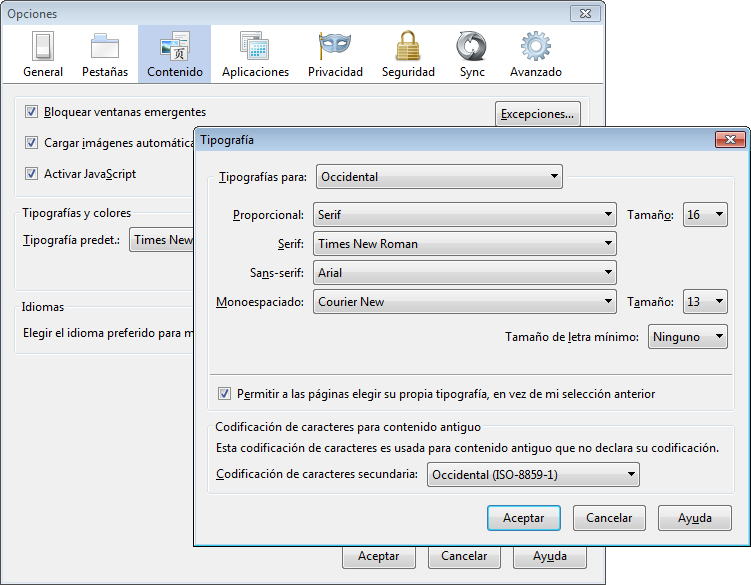 Opciones
General Pestañas Contenido Aplicaciones Privacidad Seguridad Sync Avanzado
Bloquear ventanas emergentes Excepciones...
Cargar imágenes automática
Activar JavaScript
Tipografías y colores
Tipografía predet.: Times New
Idiomas
Elegir el idioma preferido para m
Aceptar Cancelar Ayuda
Tipografía
Tipografías para: Occidental
Proporcional: Serif Tamaño: 16
Serif: Times New Roman
Sans-serif: Arial
Monoespaciado: Courier New Tamaño: 13
Tamaño de letra mínimo: Ninguno
Permitir a las páginas elegir su propia tipografía, en vez de mi selección anterior
Codificación de caracteres para contenido antiguo
Esta codificación de caracteres es usada para contenido antiguo que no declara su codificación.
Codificación de caracteres secundaria: Occidental (ISO-8859-1)
Aceptar Cancelar Ayuda